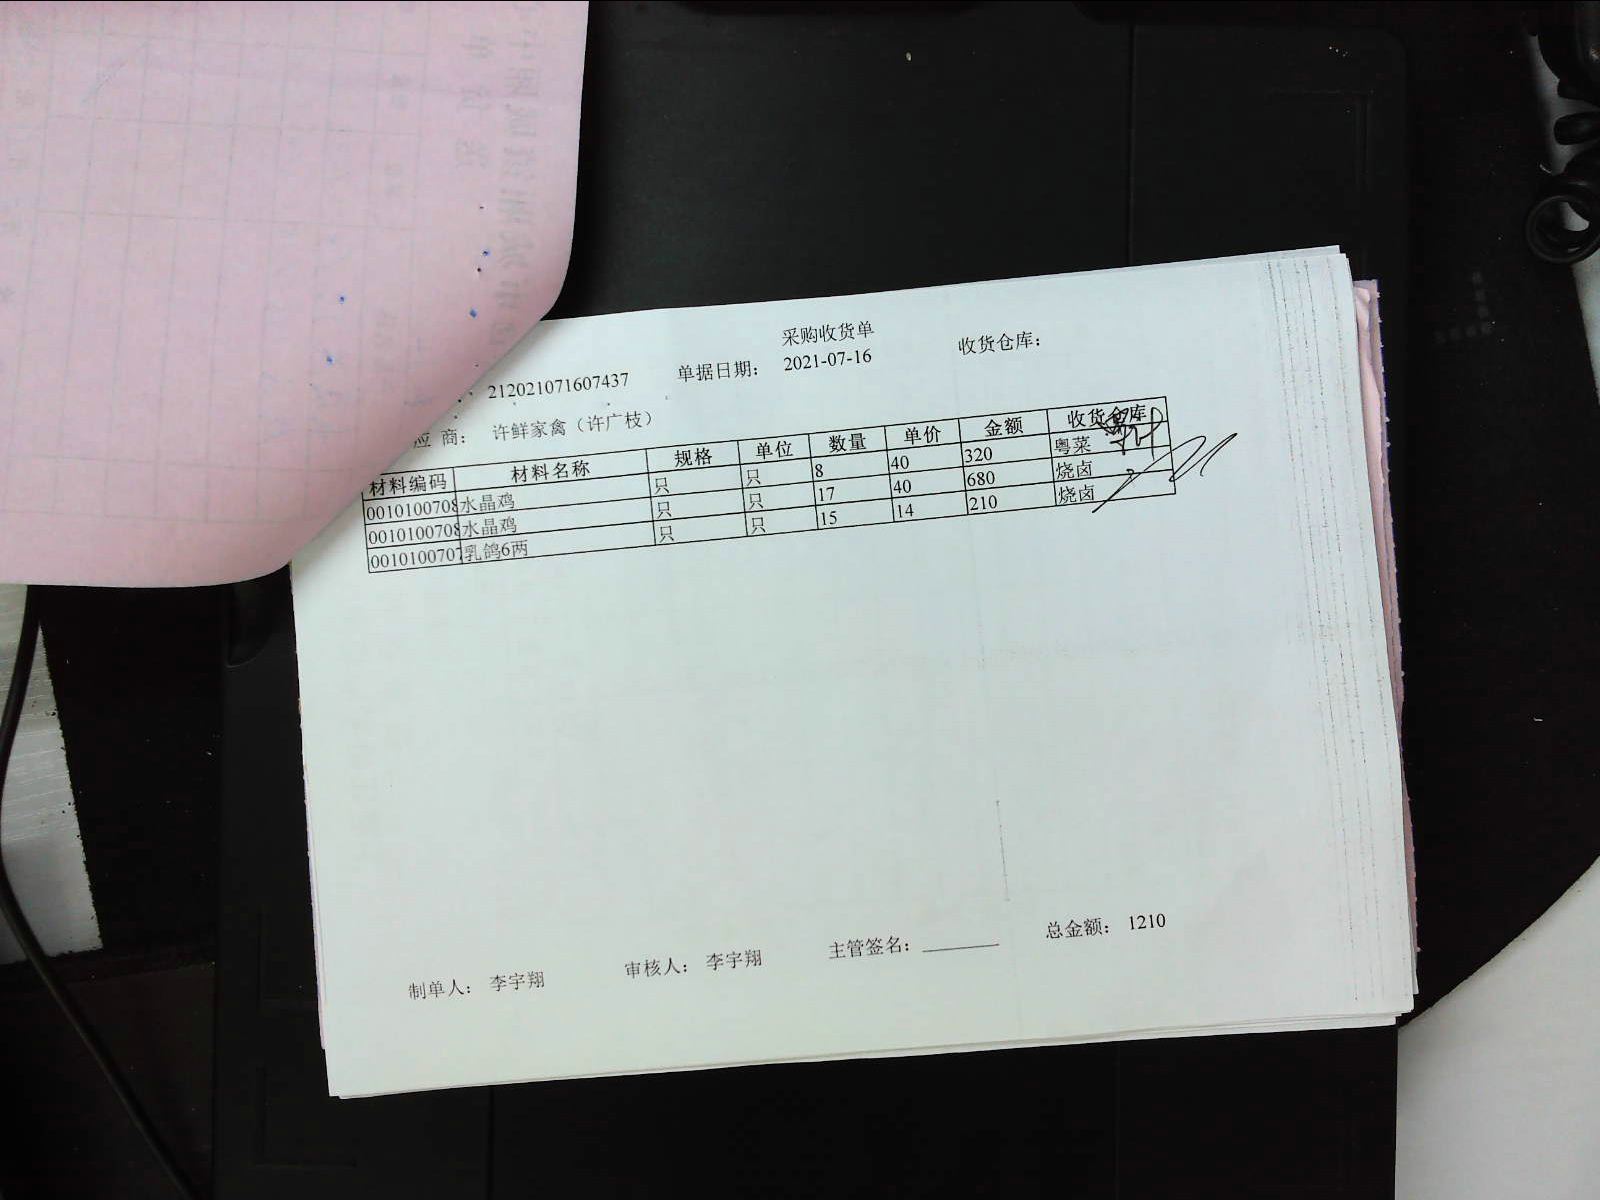 采购收货单
212021071607437 单据日期： 2021-07-16 收货仓库：
应 商： 许鲜家禽（许广枝）
材料编码 材料名称 规格 单位 数量 单价 金额 收货仓库
0010100708 水晶鸡 只 只 8 40 320 粤菜
0010100708 水晶鸡 只 只 17 40 680 烧卤
001010070 乳鸽6两 只 只 15 14 210 烧卤
制单人： 李宇翔 审核人： 李宇翔 主管签名： 总金额： 1210